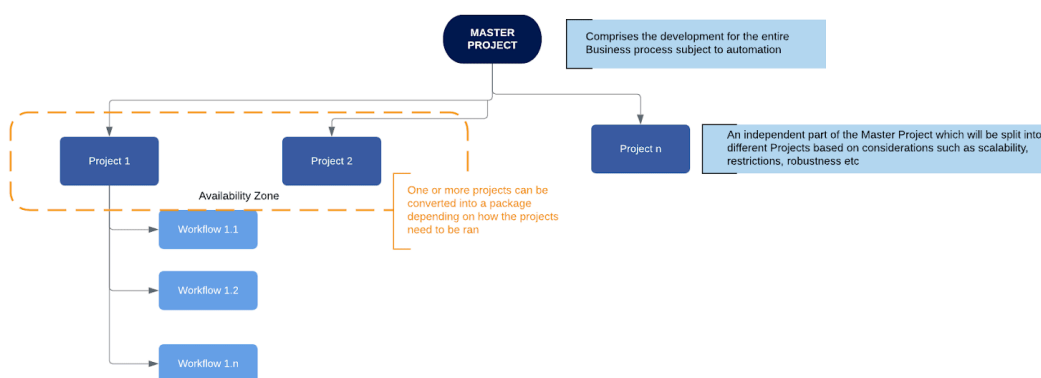 MASTER
PROJECT
Comprises the development for the entire
Business process subject to automation
Project 1
Project 2
Project n
An independent part of the Master Project which will be split into
different Projects based on considerations such as scalability,
restrictions, robustness etc
Availability Zone
One or more projects can be
converted into a package
depending on how the projects
need to be ran
Workflow 1.1
Workflow 1.2
Workflow 1.n